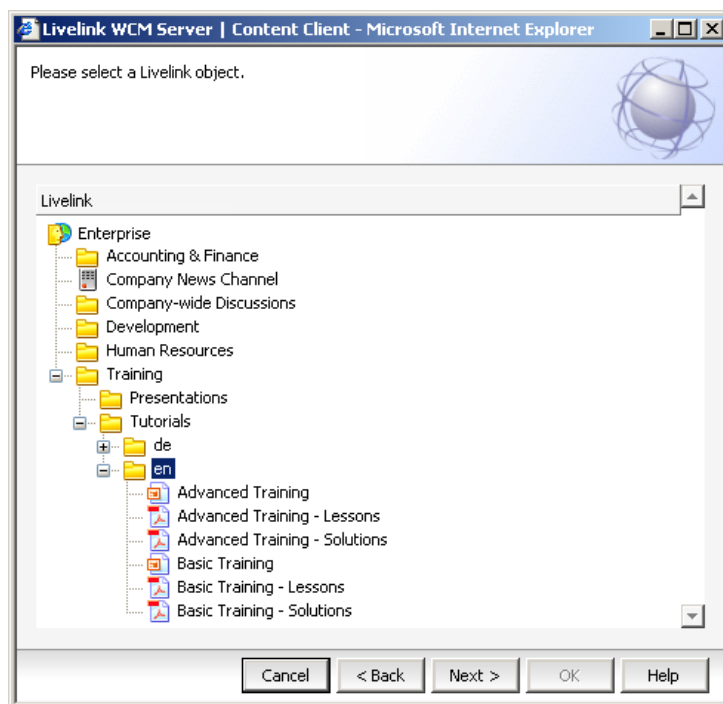 Livelink WCM Server | Content Client - Microsoft Internet Explorer
Please select a Livelink object.
Livelink
Enterprise
Accounting & Finance
Company News Channel
Company-wide Discussions
Development
Human Resources
Training
Presentations
Tutorials
de
en
Advanced Training
Advanced Training - Lessons
Advanced Training - Solutions
Basic Training
Basic Training - Lessons
Basic Training - Solutions
Cancel < Back Next > OK Help